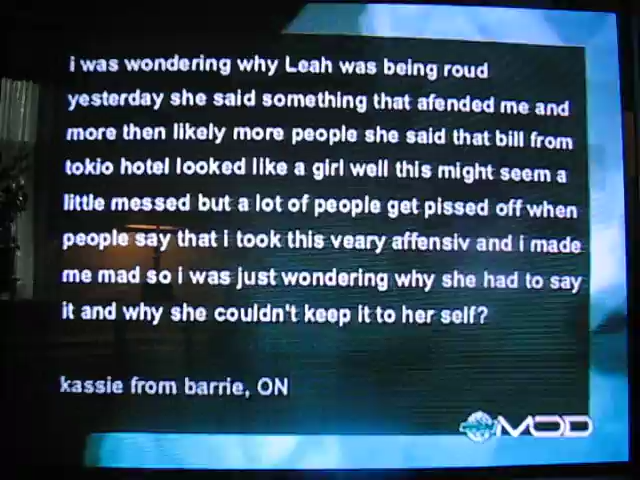 i was wondering why Leah was being roud
yesterday she said something that afended me and
more then likely more people she said that bill from
tokio hotel looked like a girl well this might seem a
little messed but a lot of people get pissed off when
people say that i took this veary affensiv and i made
me mad so i was just wondering why she had to say
it and why she couldn't keep it to her self?
kassie from barrie, ON
MOD